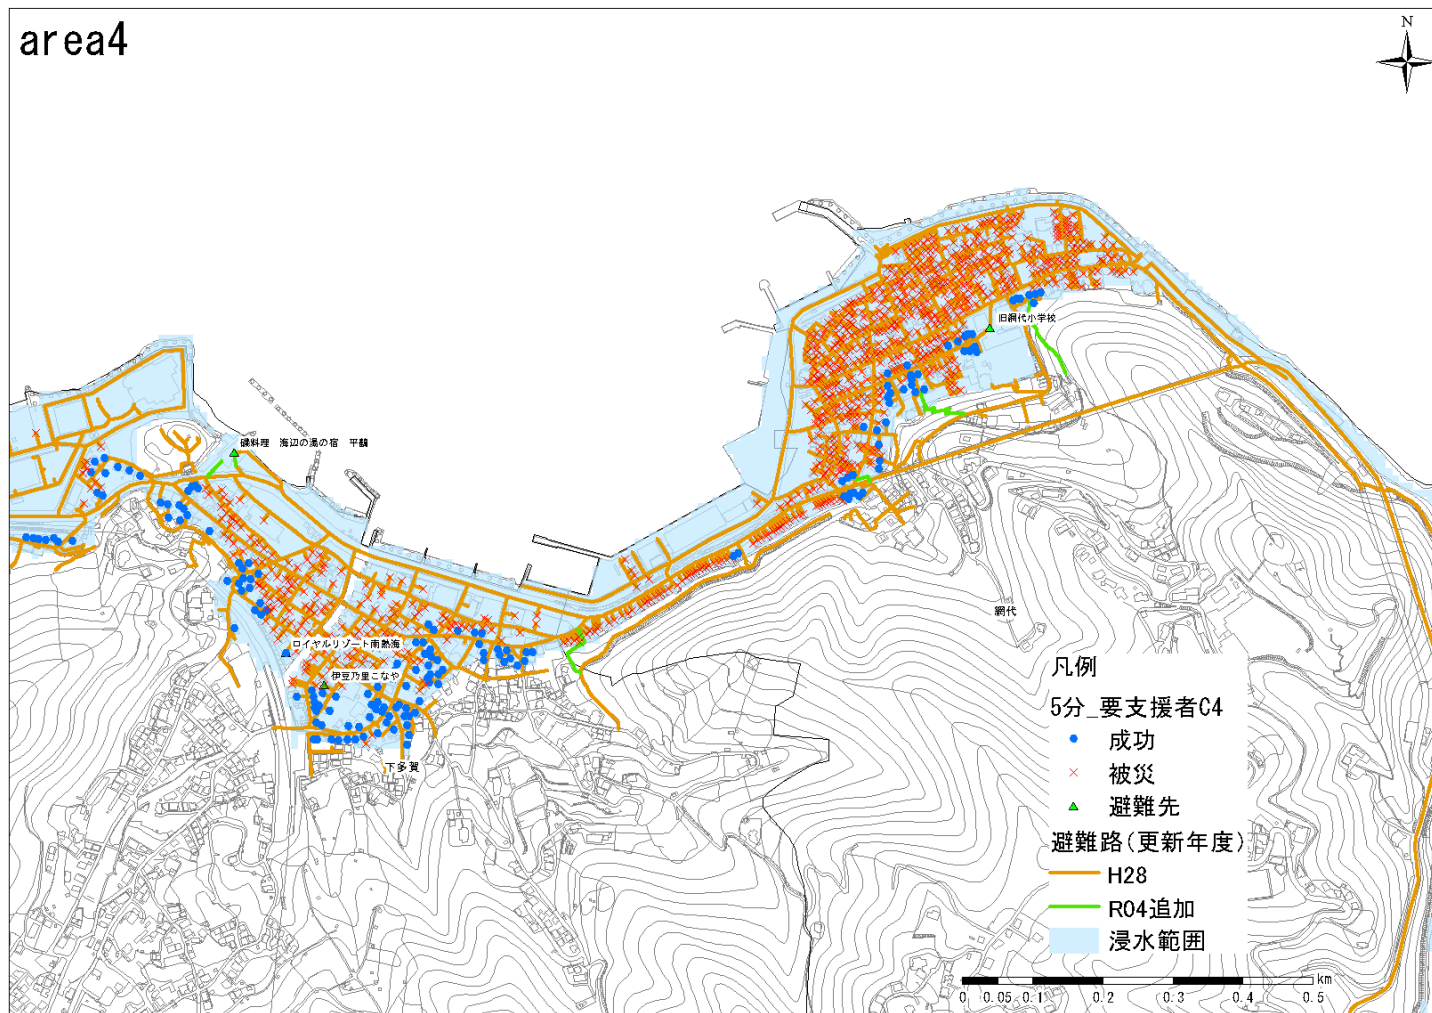 area4
N
旧網代小学校
磯料理 海辺の湯の宿 平鶴
網代
ロイヤルリゾート南熱海
伊豆乃里こなや
下多賀
凡例
5分_要支援者C4
成功
被災
避難先
避難路(更新年度)
H28
R04追加
浸水範囲
km
0 0.05 0.1 0.2 0.3 0.4 0.5